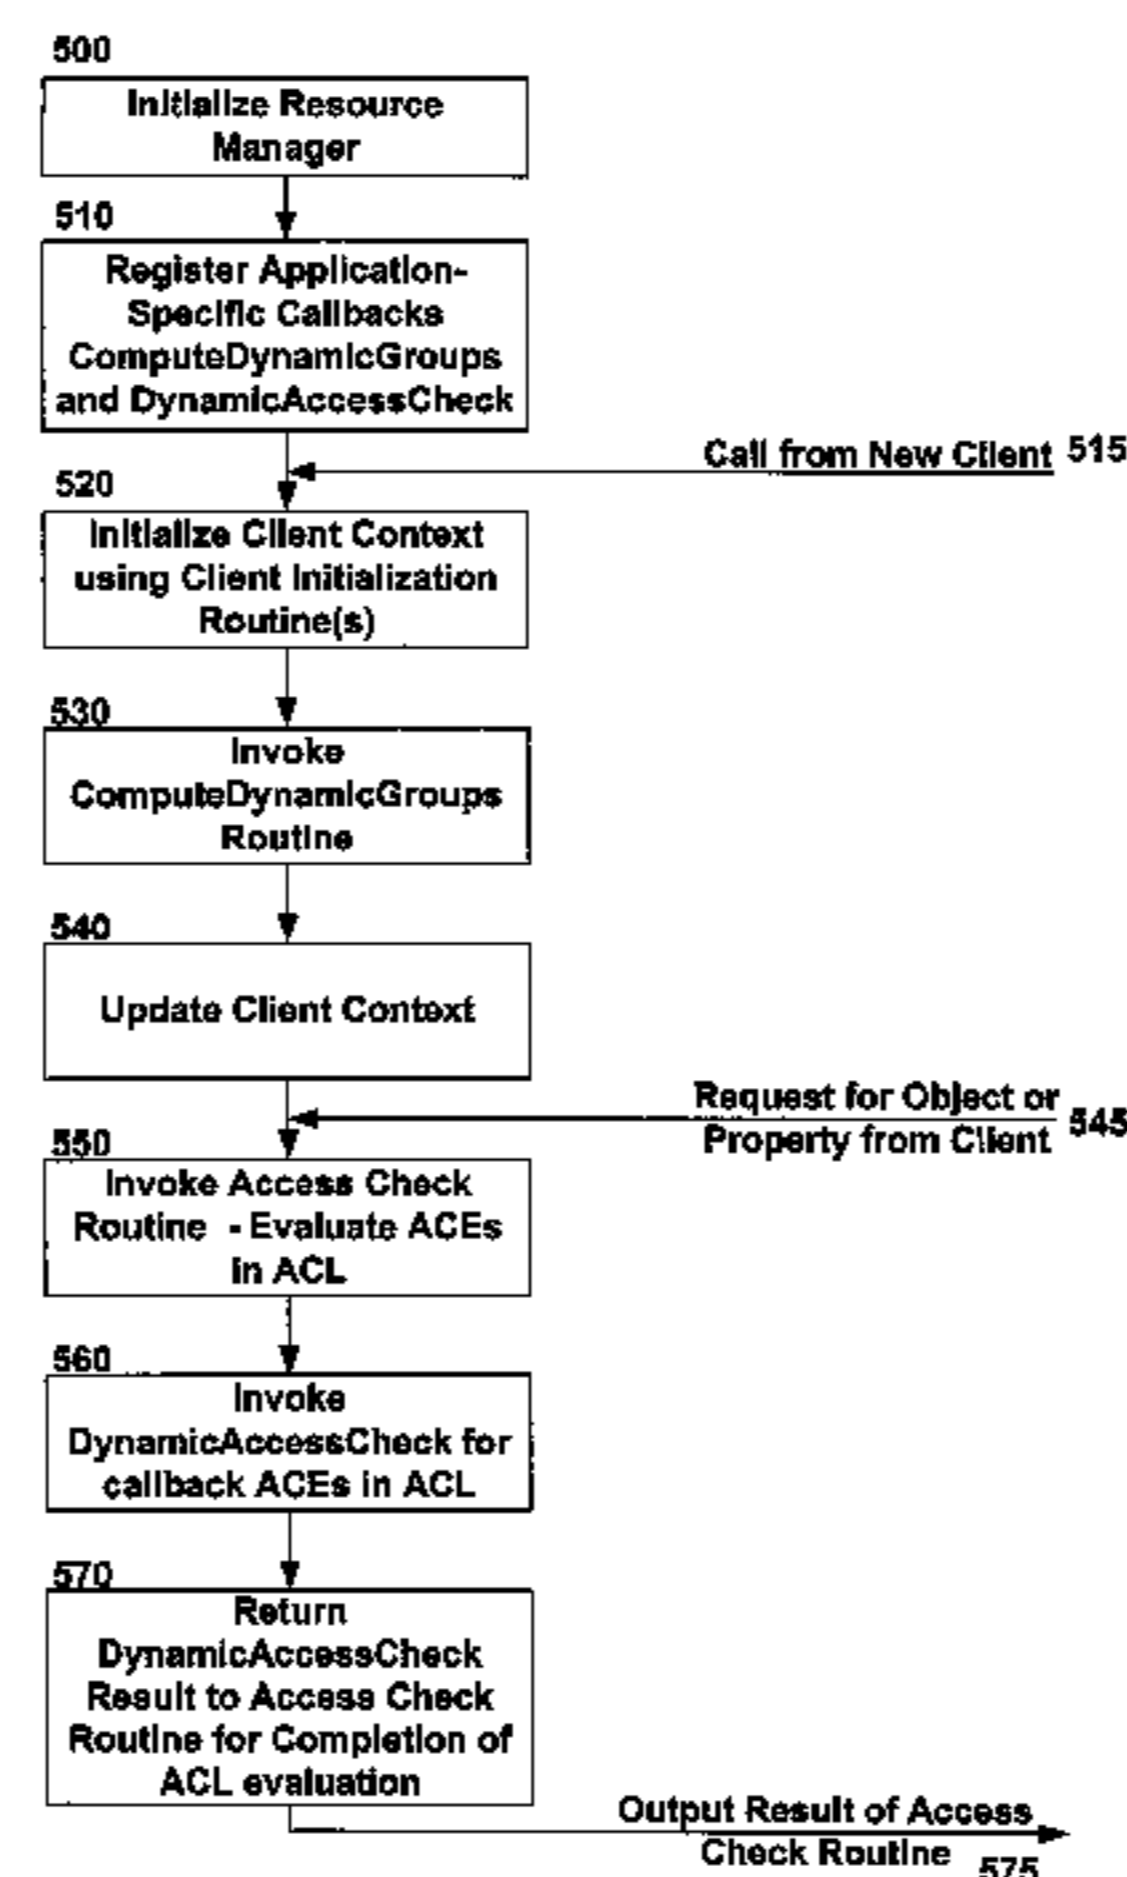 500
Initialize Resource
Manager
510
Register Application-
Specific Callbacks
ComputeDynamicGroups
and DynamicAccessCheck
Call from New Client 515
520
Initialize Client Context
using Client Initialization
Routine(s)
530
Invoke
ComputeDynamicGroups
Routine
540
Update Client Context
Request for Object or
Property from Client 545
550
Invoke Access Check
Routine - Evaluate ACEs
in ACL
560
Invoke
DynamicAccessCheck for
callback ACEs in ACL
570
Return
DynamicAccessCheck
Result to Access Check
Routine for Completion of
ACL evaluation
Output Result of Access
Check Routine
575